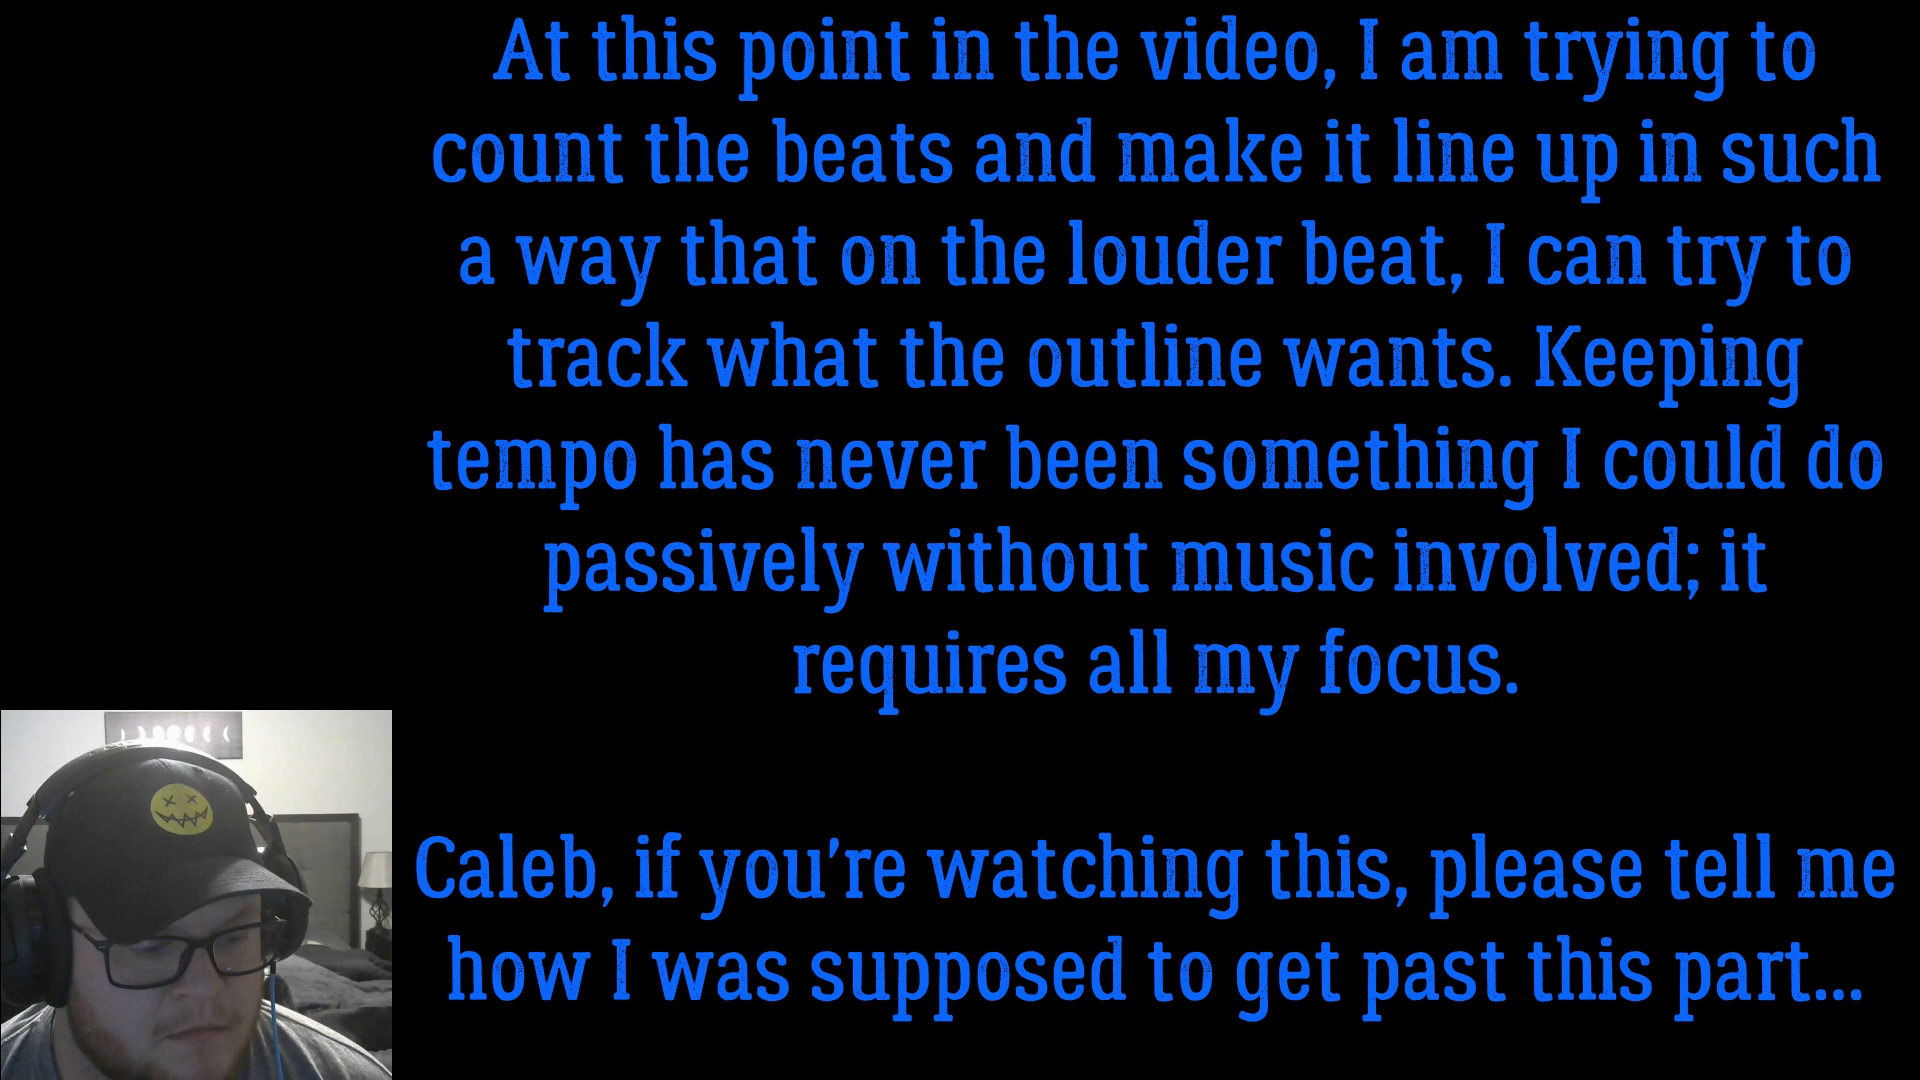 At this point in the video, I am trying to
count the beats and make it line up in such
a way that on the louder beat, I can try to
track what the outline wants. Keeping
tempo has never been something I could do
passively without music involved; it
requires all my focus.
Caleb, if you're watching this, please tell me
how I was supposed to get past this part...